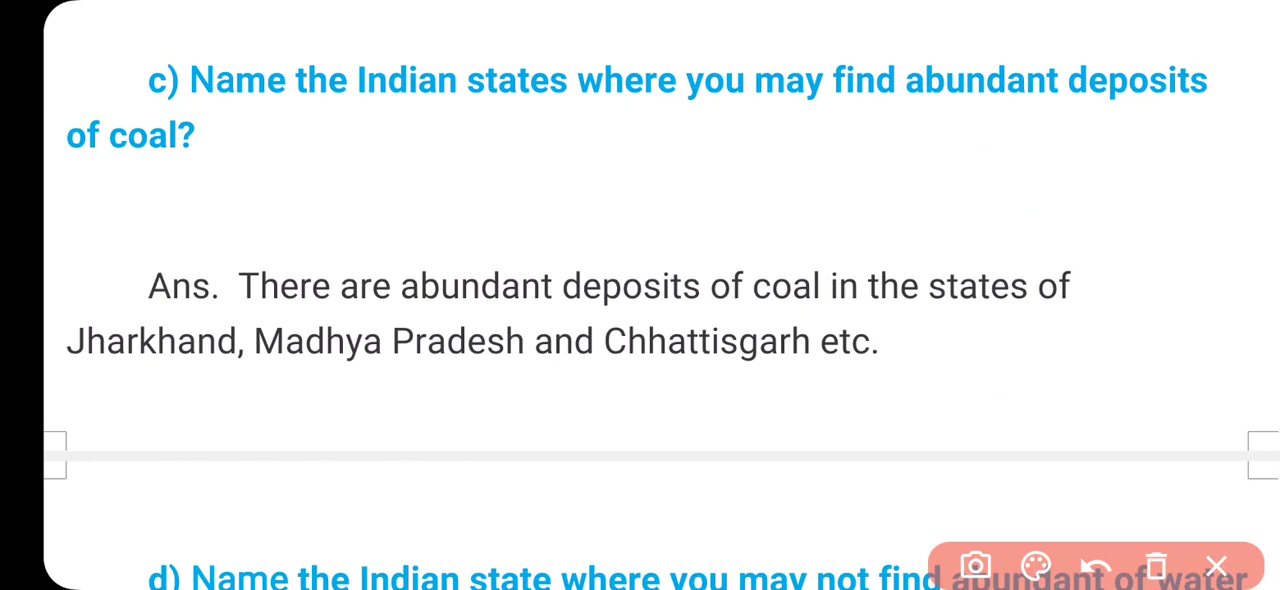 c) Name the Indian states where you may find abundant deposits
of coal?
Ans. There are abundant deposits of coal in the states of
Jharkhand, Madhya Pradesh and Chhattisgarh etc.
d) Name the Indian state where you may not find abundant of water